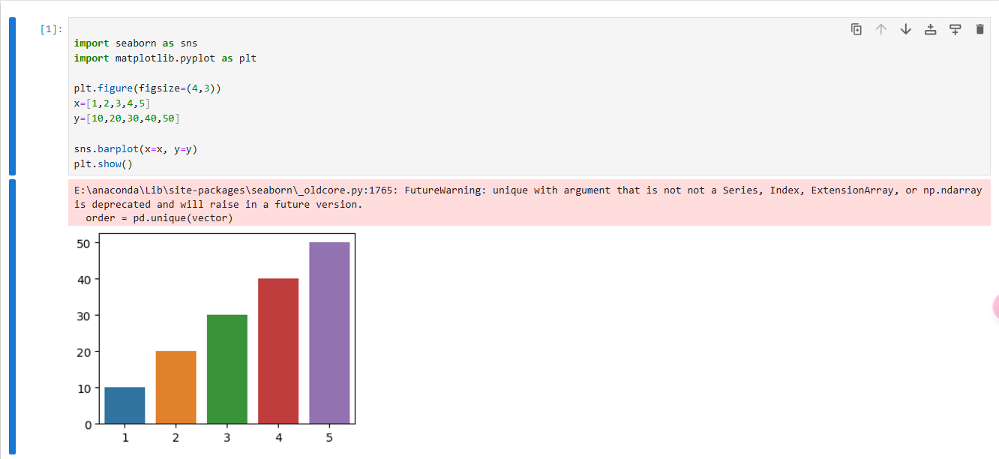 [1]:
import seaborn as sns
import matplotlib.pyplot as plt
plt.figure(figsize=(4,3))
x=[1,2,3,4,5]
y=[10,20,30,40,50]
sns.barplot(x=x, y=y)
plt.show()
E:\anaconda\Lib\site-packages\seaborn\_oldcore.py:1765: FutureWarning: unique with argument that is not not a Series, Index, ExtensionArray, or np.ndarray
is deprecated and will raise in a future version.
  order = pd.unique(vector)
50
40
30
20
10
0
1 2 3 4 5